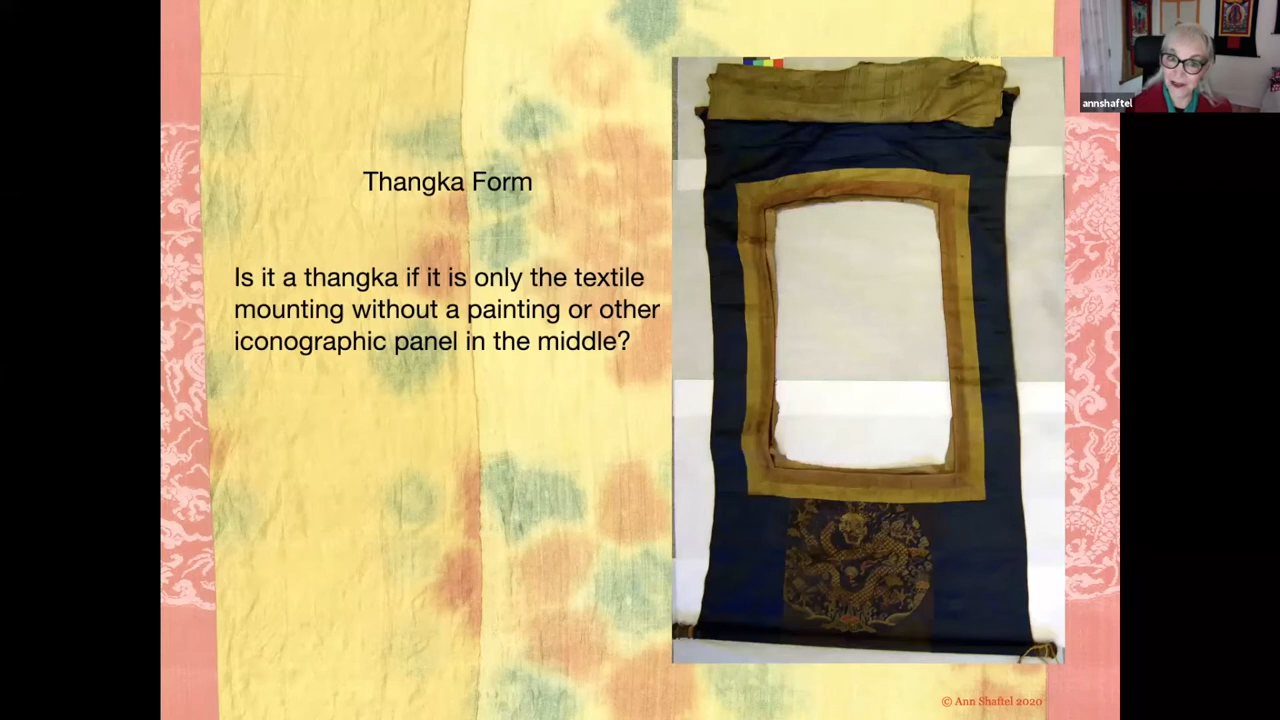 annshaftel
Thangka Form
Is it a thangka if it is only the textile
mounting without a painting or other
iconographic panel in the middle?
© Ann Shaftel 2020